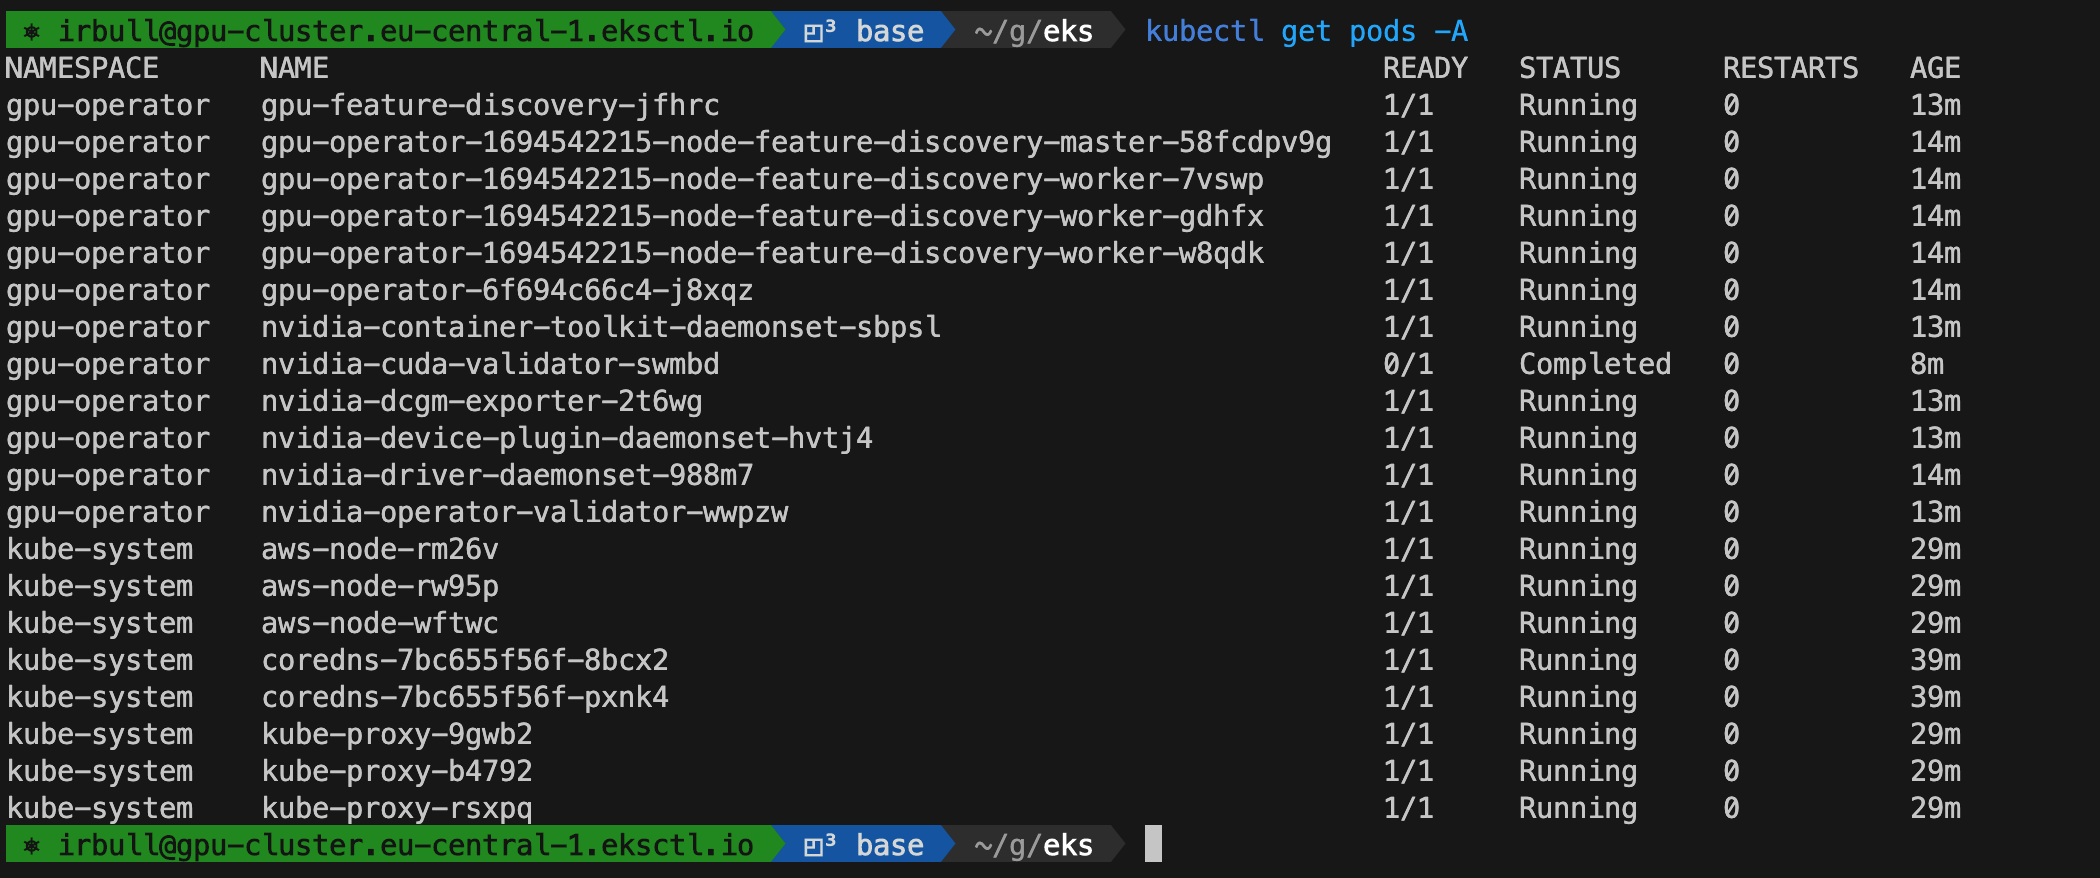 irbull@gpu-cluster.eu-central-1.eksctl.io ◰³ base ~/g/eks kubectl get pods -A
NAMESPACE NAME READY STATUS RESTARTS AGE
gpu-operator gpu-feature-discovery-jfhrc 1/1 Running 0 13m
gpu-operator gpu-operator-1694542215-node-feature-discovery-master-58fcdpv9g 1/1 Running 0 14m
gpu-operator gpu-operator-1694542215-node-feature-discovery-worker-7vswp 1/1 Running 0 14m
gpu-operator gpu-operator-1694542215-node-feature-discovery-worker-gdhfx 1/1 Running 0 14m
gpu-operator gpu-operator-1694542215-node-feature-discovery-worker-w8qdk 1/1 Running 0 14m
gpu-operator gpu-operator-6f694c66c4-j8xqz 1/1 Running 0 14m
gpu-operator nvidia-container-toolkit-daemonset-sbpsl 1/1 Running 0 13m
gpu-operator nvidia-cuda-validator-swmbd 0/1 Completed 0 8m
gpu-operator nvidia-dcgm-exporter-2t6wg 1/1 Running 0 13m
gpu-operator nvidia-device-plugin-daemonset-hvtj4 1/1 Running 0 13m
gpu-operator nvidia-driver-daemonset-988m7 1/1 Running 0 14m
gpu-operator nvidia-operator-validator-wwpzw 1/1 Running 0 13m
kube-system aws-node-rm26v 1/1 Running 0 29m
kube-system aws-node-rw95p 1/1 Running 0 29m
kube-system aws-node-wftwc 1/1 Running 0 29m
kube-system coredns-7bc655f56f-8bcx2 1/1 Running 0 39m
kube-system coredns-7bc655f56f-pxnk4 1/1 Running 0 39m
kube-system kube-proxy-9gwb2 1/1 Running 0 29m
kube-system kube-proxy-b4792 1/1 Running 0 29m
kube-system kube-proxy-rsxpq 1/1 Running 0 29m
irbull@gpu-cluster.eu-central-1.eksctl.io ◰³ base ~/g/eks